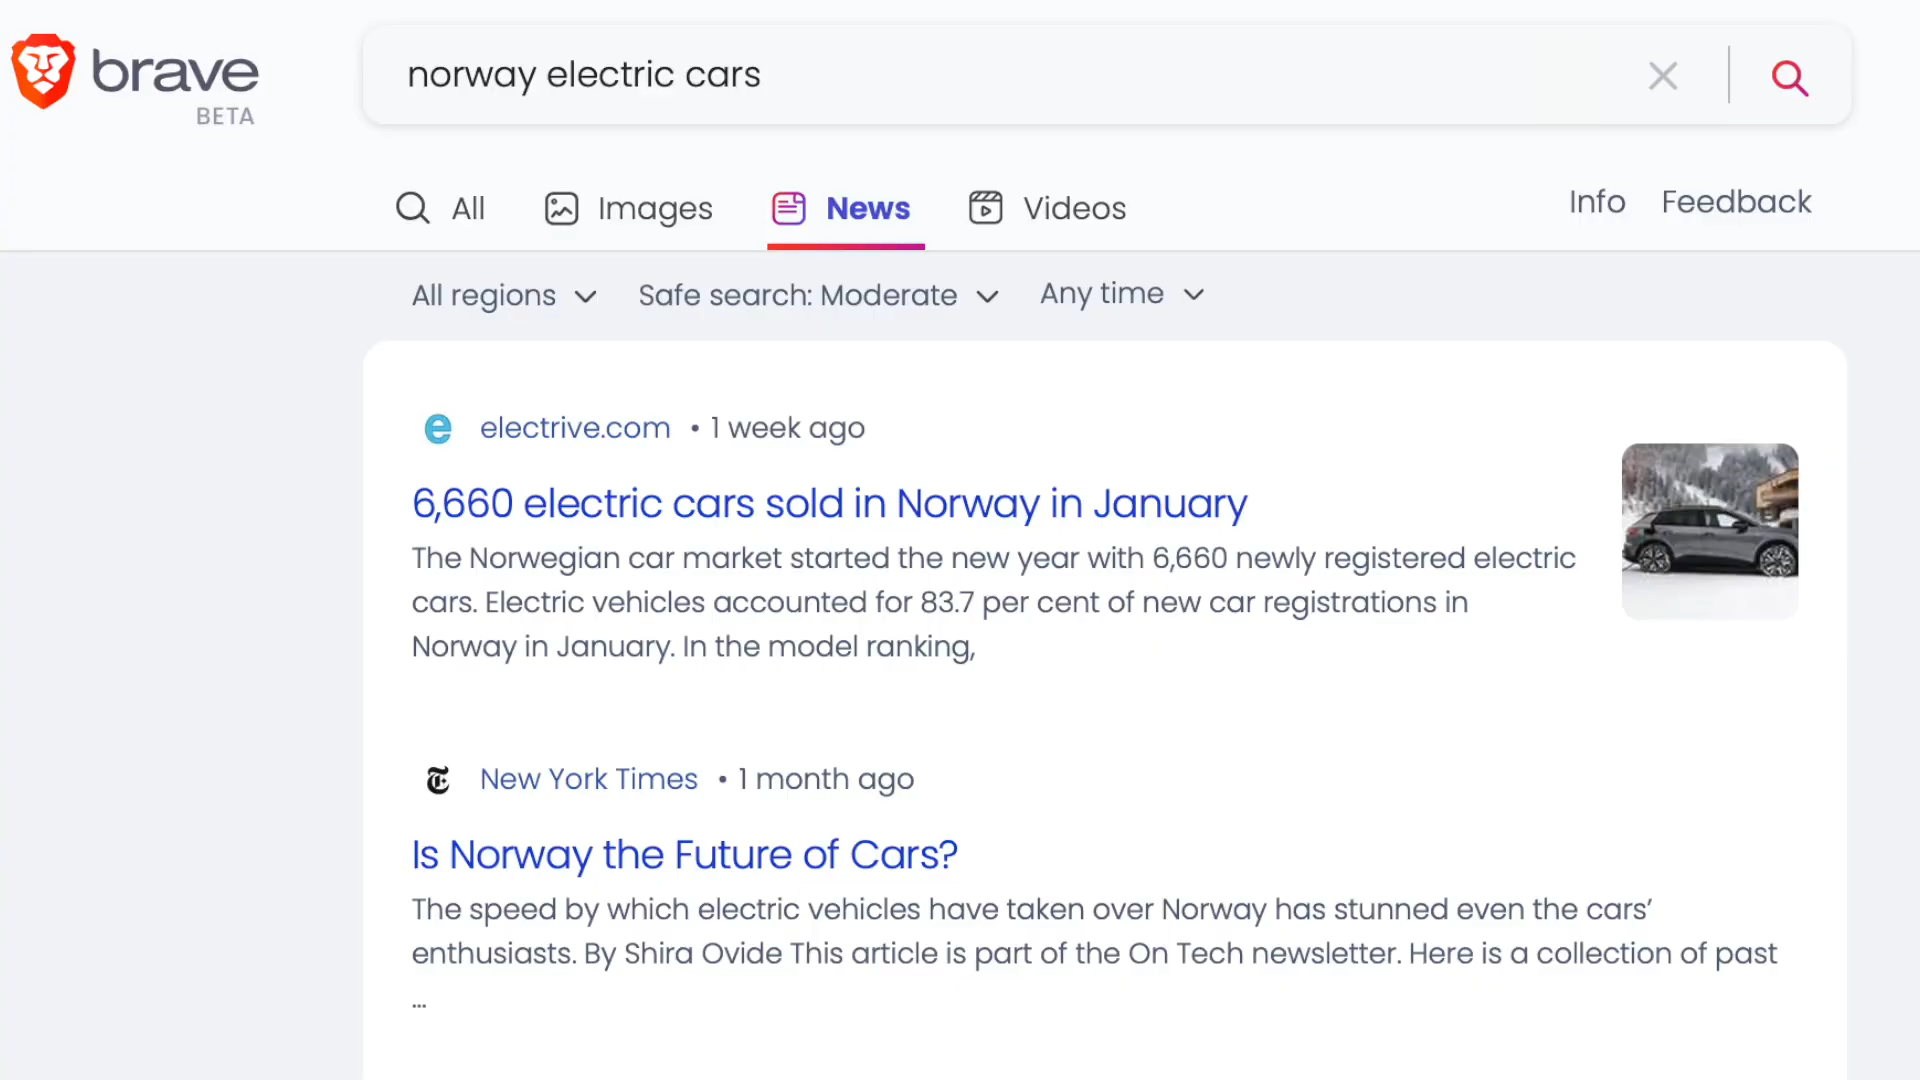 brave
BETA
norway electric cars
All
Images
News
Videos
Info
Feedback
All regions
Safe search: Moderate
Any time
electrive.com • 1 week ago
6,660 electric cars sold in Norway in January
The Norwegian car market started the new year with 6,660 newly registered electric
cars. Electric vehicles accounted for 83.7 per cent of new car registrations in
Norway in January. In the model ranking,
New York Times • 1 month ago
Is Norway the Future of Cars?
The speed by which electric vehicles have taken over Norway has stunned even the cars’
enthusiasts. By Shira Ovide This article is part of the On Tech newsletter. Here is a collection of past
...